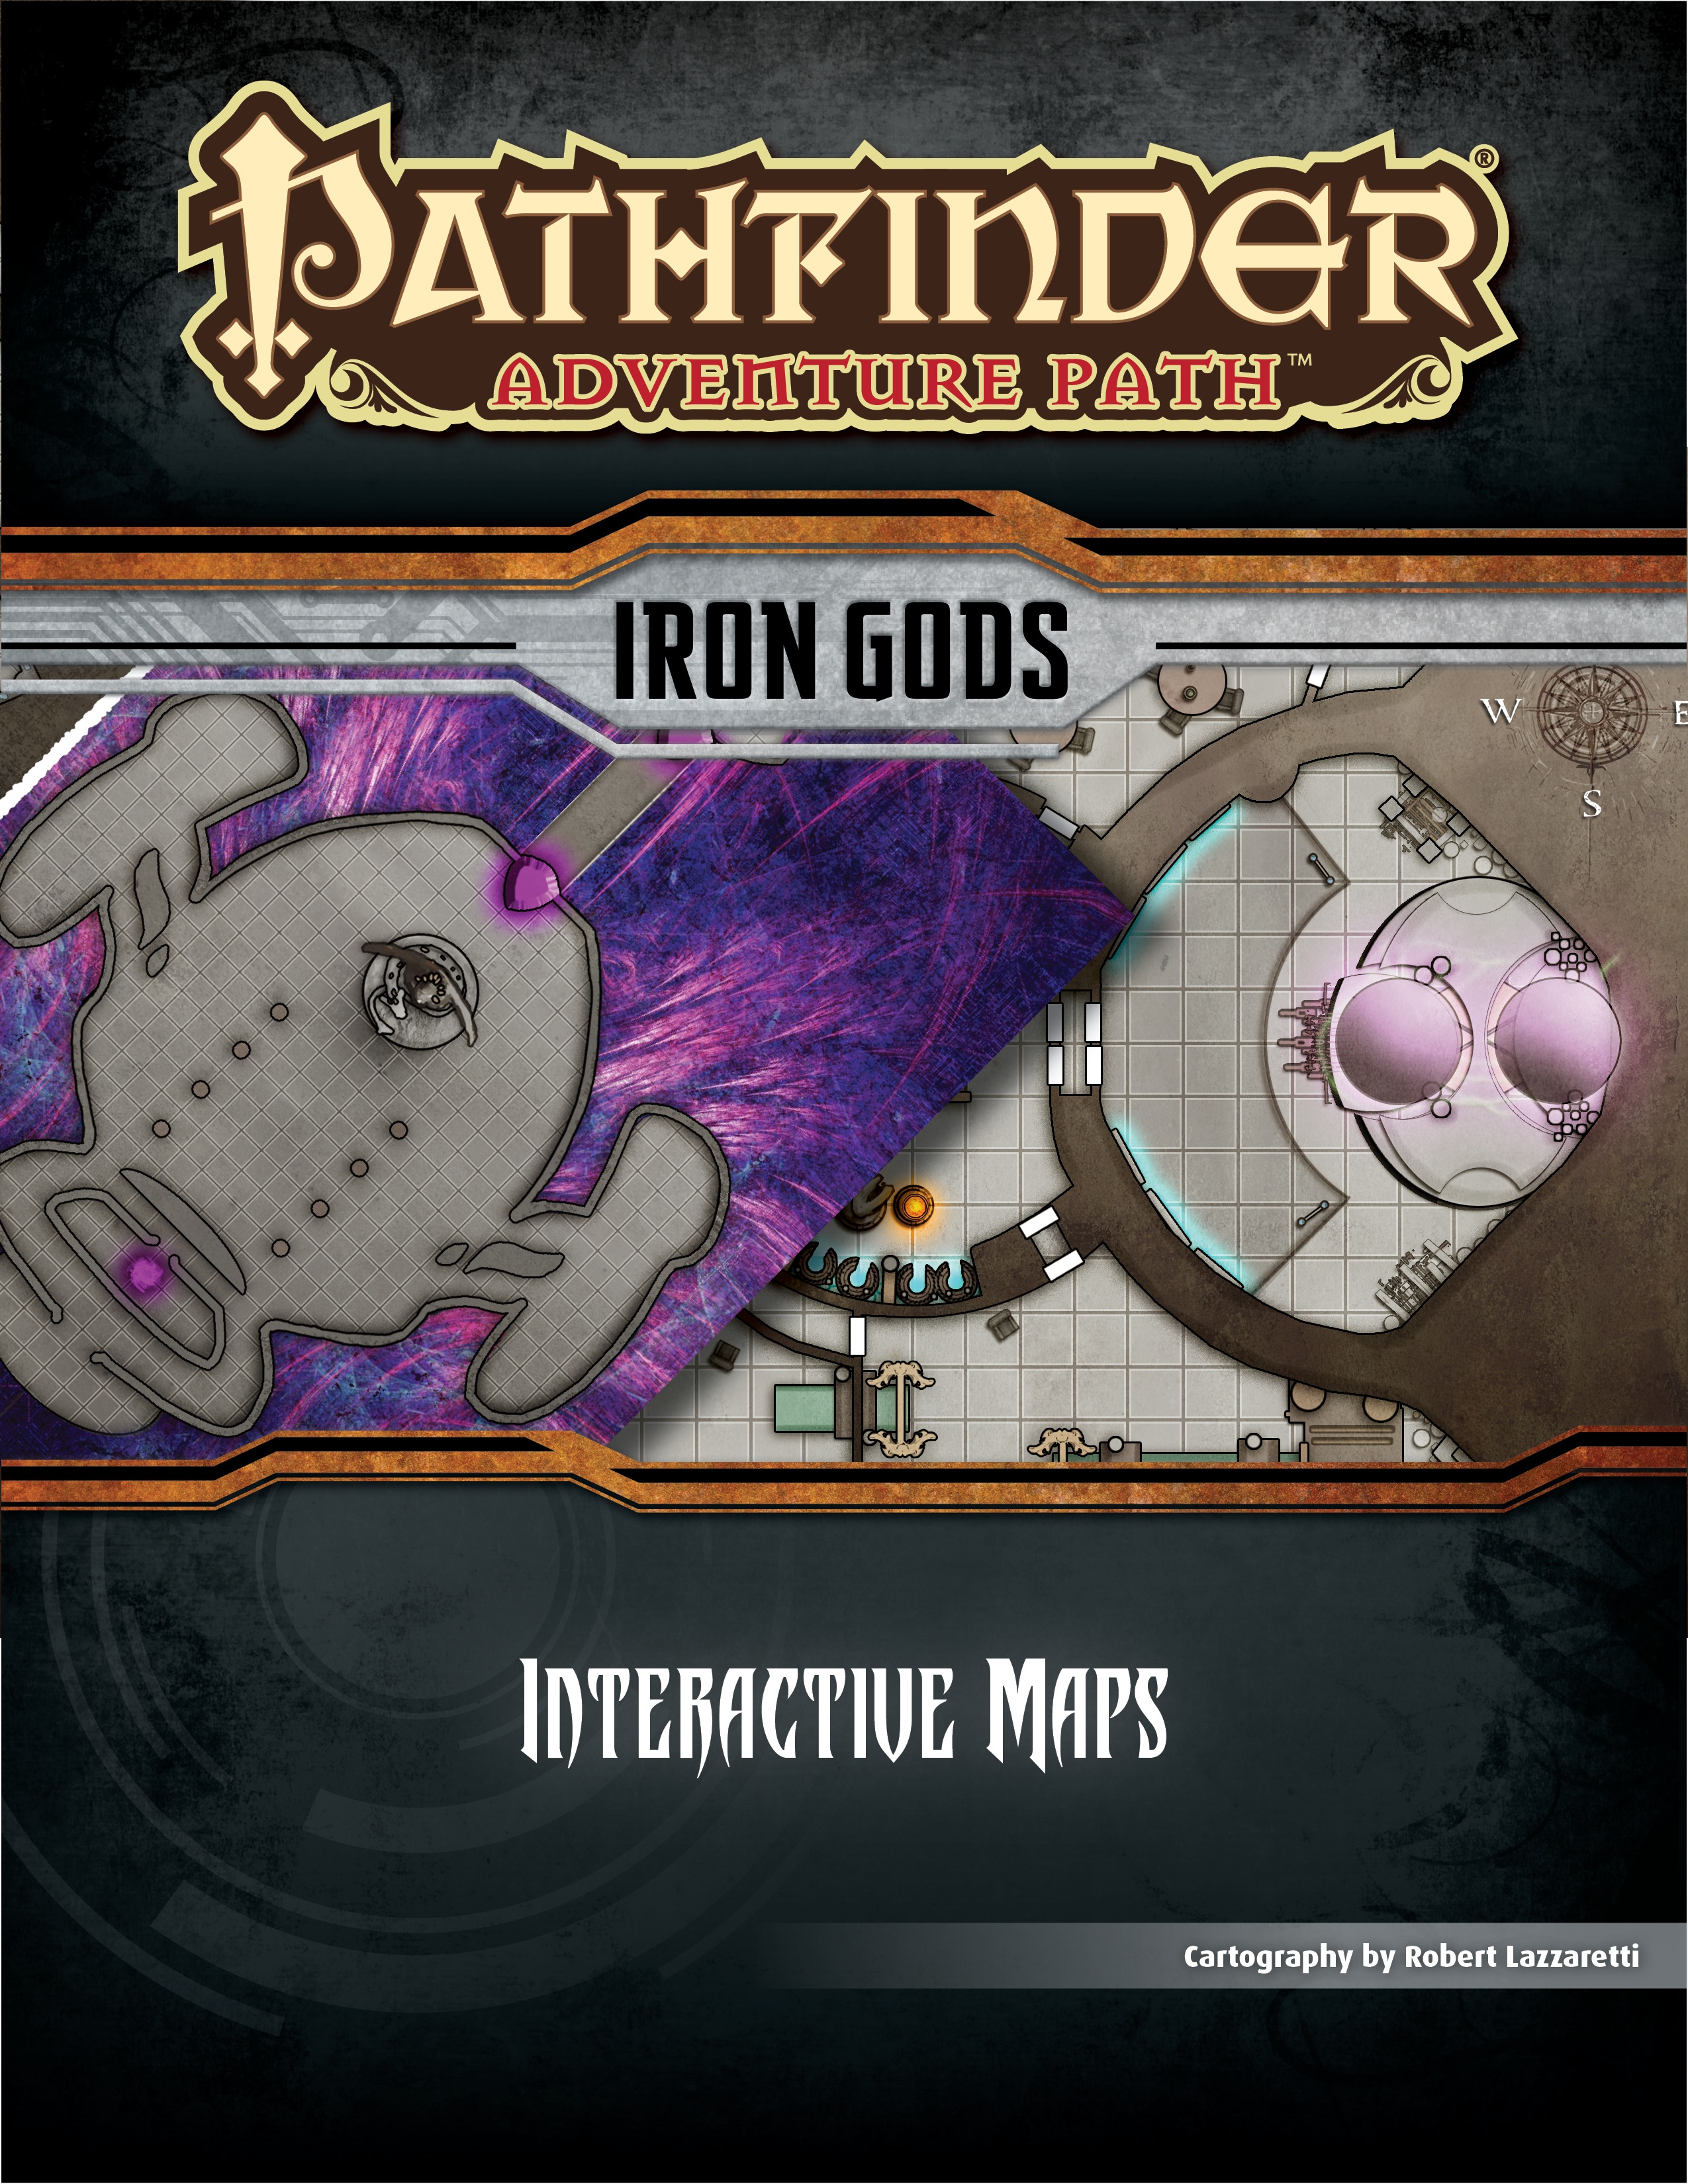 PATHFINDER®
ADVENTURE PATH™
IRON GODS
W E
S
INTERACTIVE MAPS
Cartography by Robert Lazzaretti